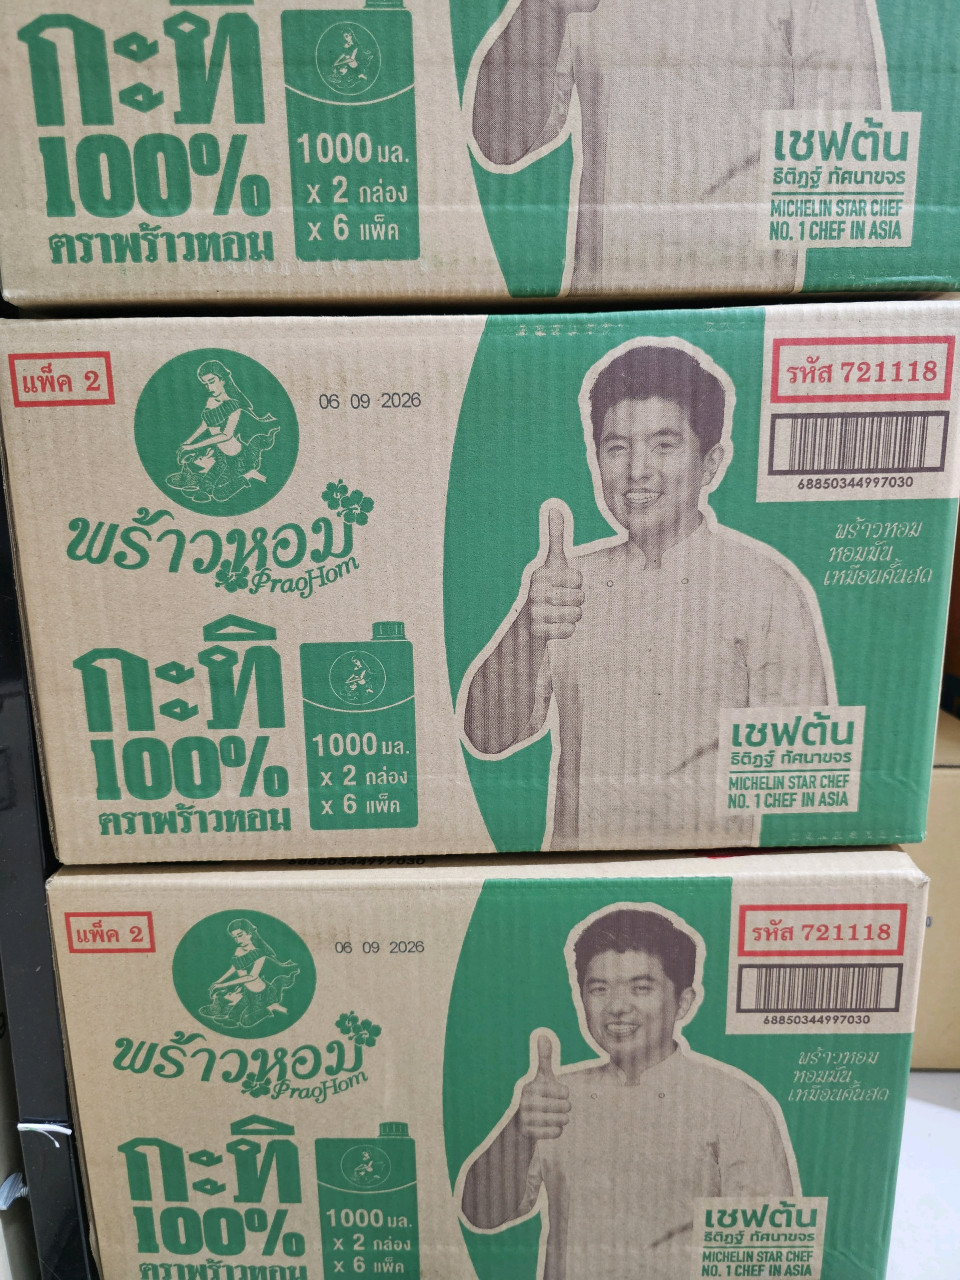 กะทิ
100%
ตราพร้าวหอม
1000 มล.
x 2 กล่อง
x 6 แพ็ค
เชฟต้น
ธิติฏฐ์ ทัศนาขจร
MICHELIN STAR CHEF
NO. 1 CHEF IN ASIA
แพ็ค 2
06 09 2026
รหัส 721118
68850344997030
พร้าวหอม
PraoHom
พร้าวหอม
หอมมัน
เหมือนคั้นสด
กะทิ
100%
ตราพร้าวหอม
1000 มล.
x 2 กล่อง
x 6 แพ็ค
เชฟต้น
ธิติฏฐ์ ทัศนาขจร
MICHELIN STAR CHEF
NO. 1 CHEF IN ASIA
68850344997030
แพ็ค 2
06 09 2026
รหัส 721118
68850344997030
พร้าวหอม
PraoHom
พร้าวหอม
หอมมัน
เหมือนคั้นสด
กะทิ
100%
ตราพร้าวหอม
1000 มล.
x 2 กล่อง
x 6 แพ็ค
เชฟต้น
ธิติฏฐ์ ทัศนาขจร
MICHELIN STAR CHEF
NO. 1 CHEF IN ASIA